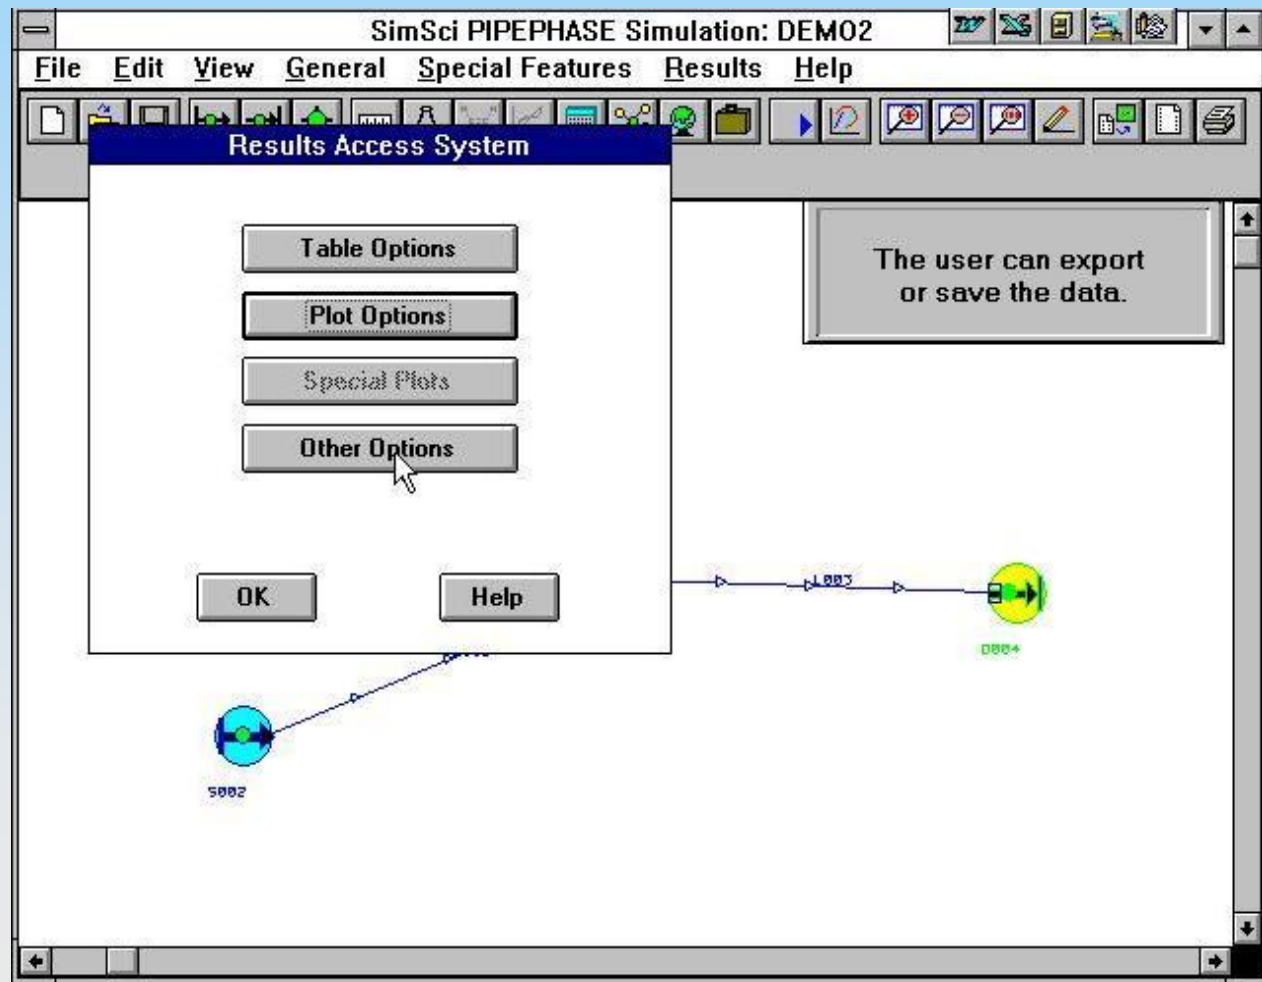 SimSci PIPEPHASE Simulation: DEMO2
File Edit View General Special Features Results Help
Results Access System
Table Options
Plot Options
Special Plots
Other Options
OK Help
The user can export
or save the data.
L003
D004
S002